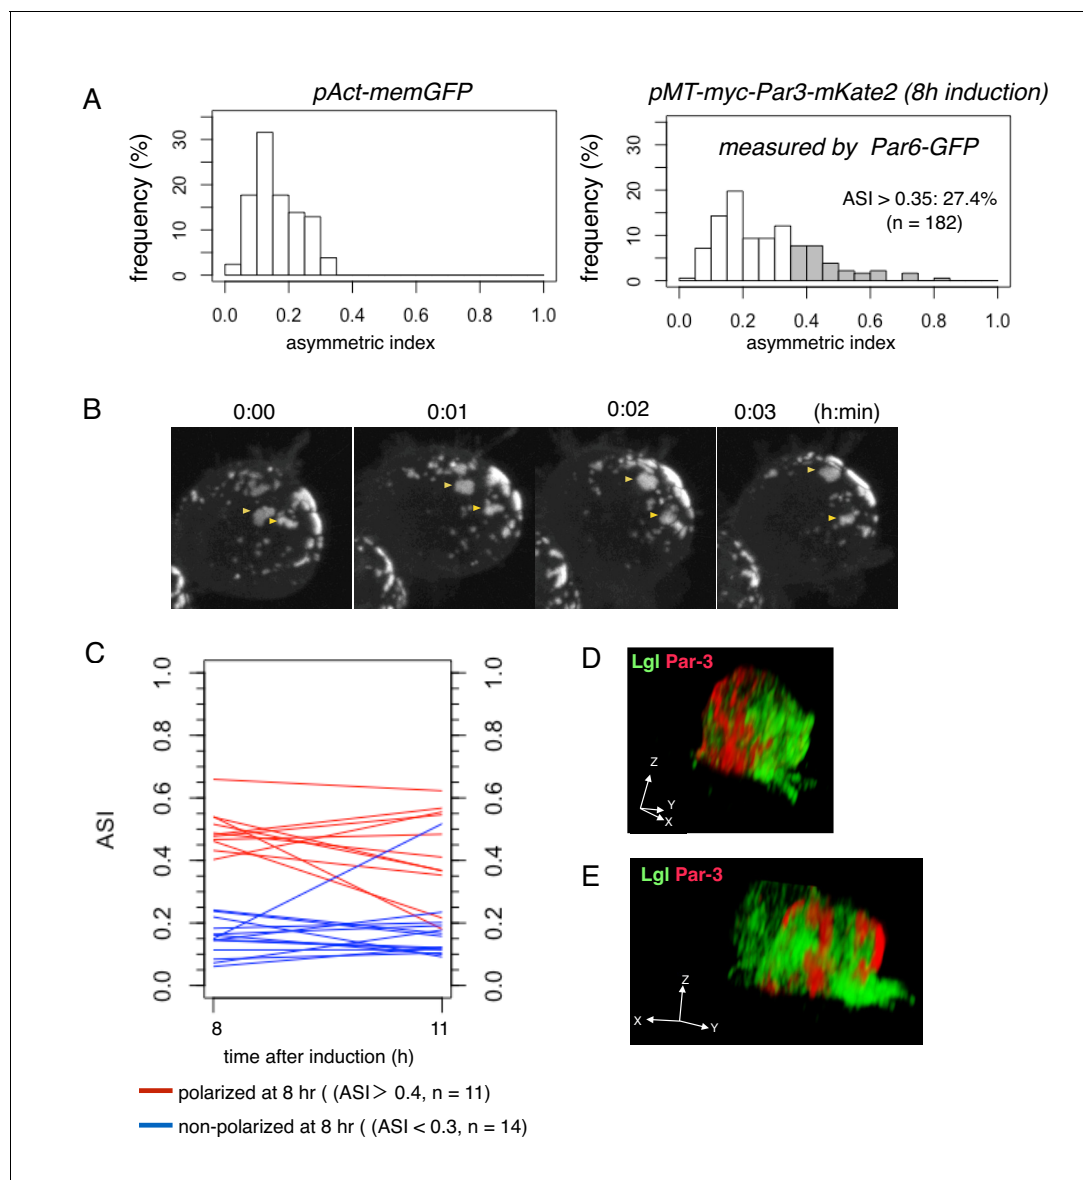 A
pAct-memGFP
frequency (%)
0 10 20 30
0.0 0.2 0.4 0.6 0.8 1.0
asymmetric index
pMT-myc-Par3-mKate2 (8h induction)
measured by Par6-GFP
ASI > 0.35: 27.4%
(n = 182)
frequency (%)
0 10 20 30
0.0 0.2 0.4 0.6 0.8 1.0
asymmetric index
B
0:00 0:01 0:02 0:03 (h:min)
C
ASI
0.0 0.2 0.4 0.6 0.8 1.0
0.0 0.2 0.4 0.6 0.8 1.0
8 11
time after induction (h)
polarized at 8 hr ( (ASI> 0.4, n = 11)
non-polarized at 8 hr ( (ASI < 0.3, n = 14)
D
Lgl Par-3
Z
Y
X
E
Lgl Par-3
Z
X
Y